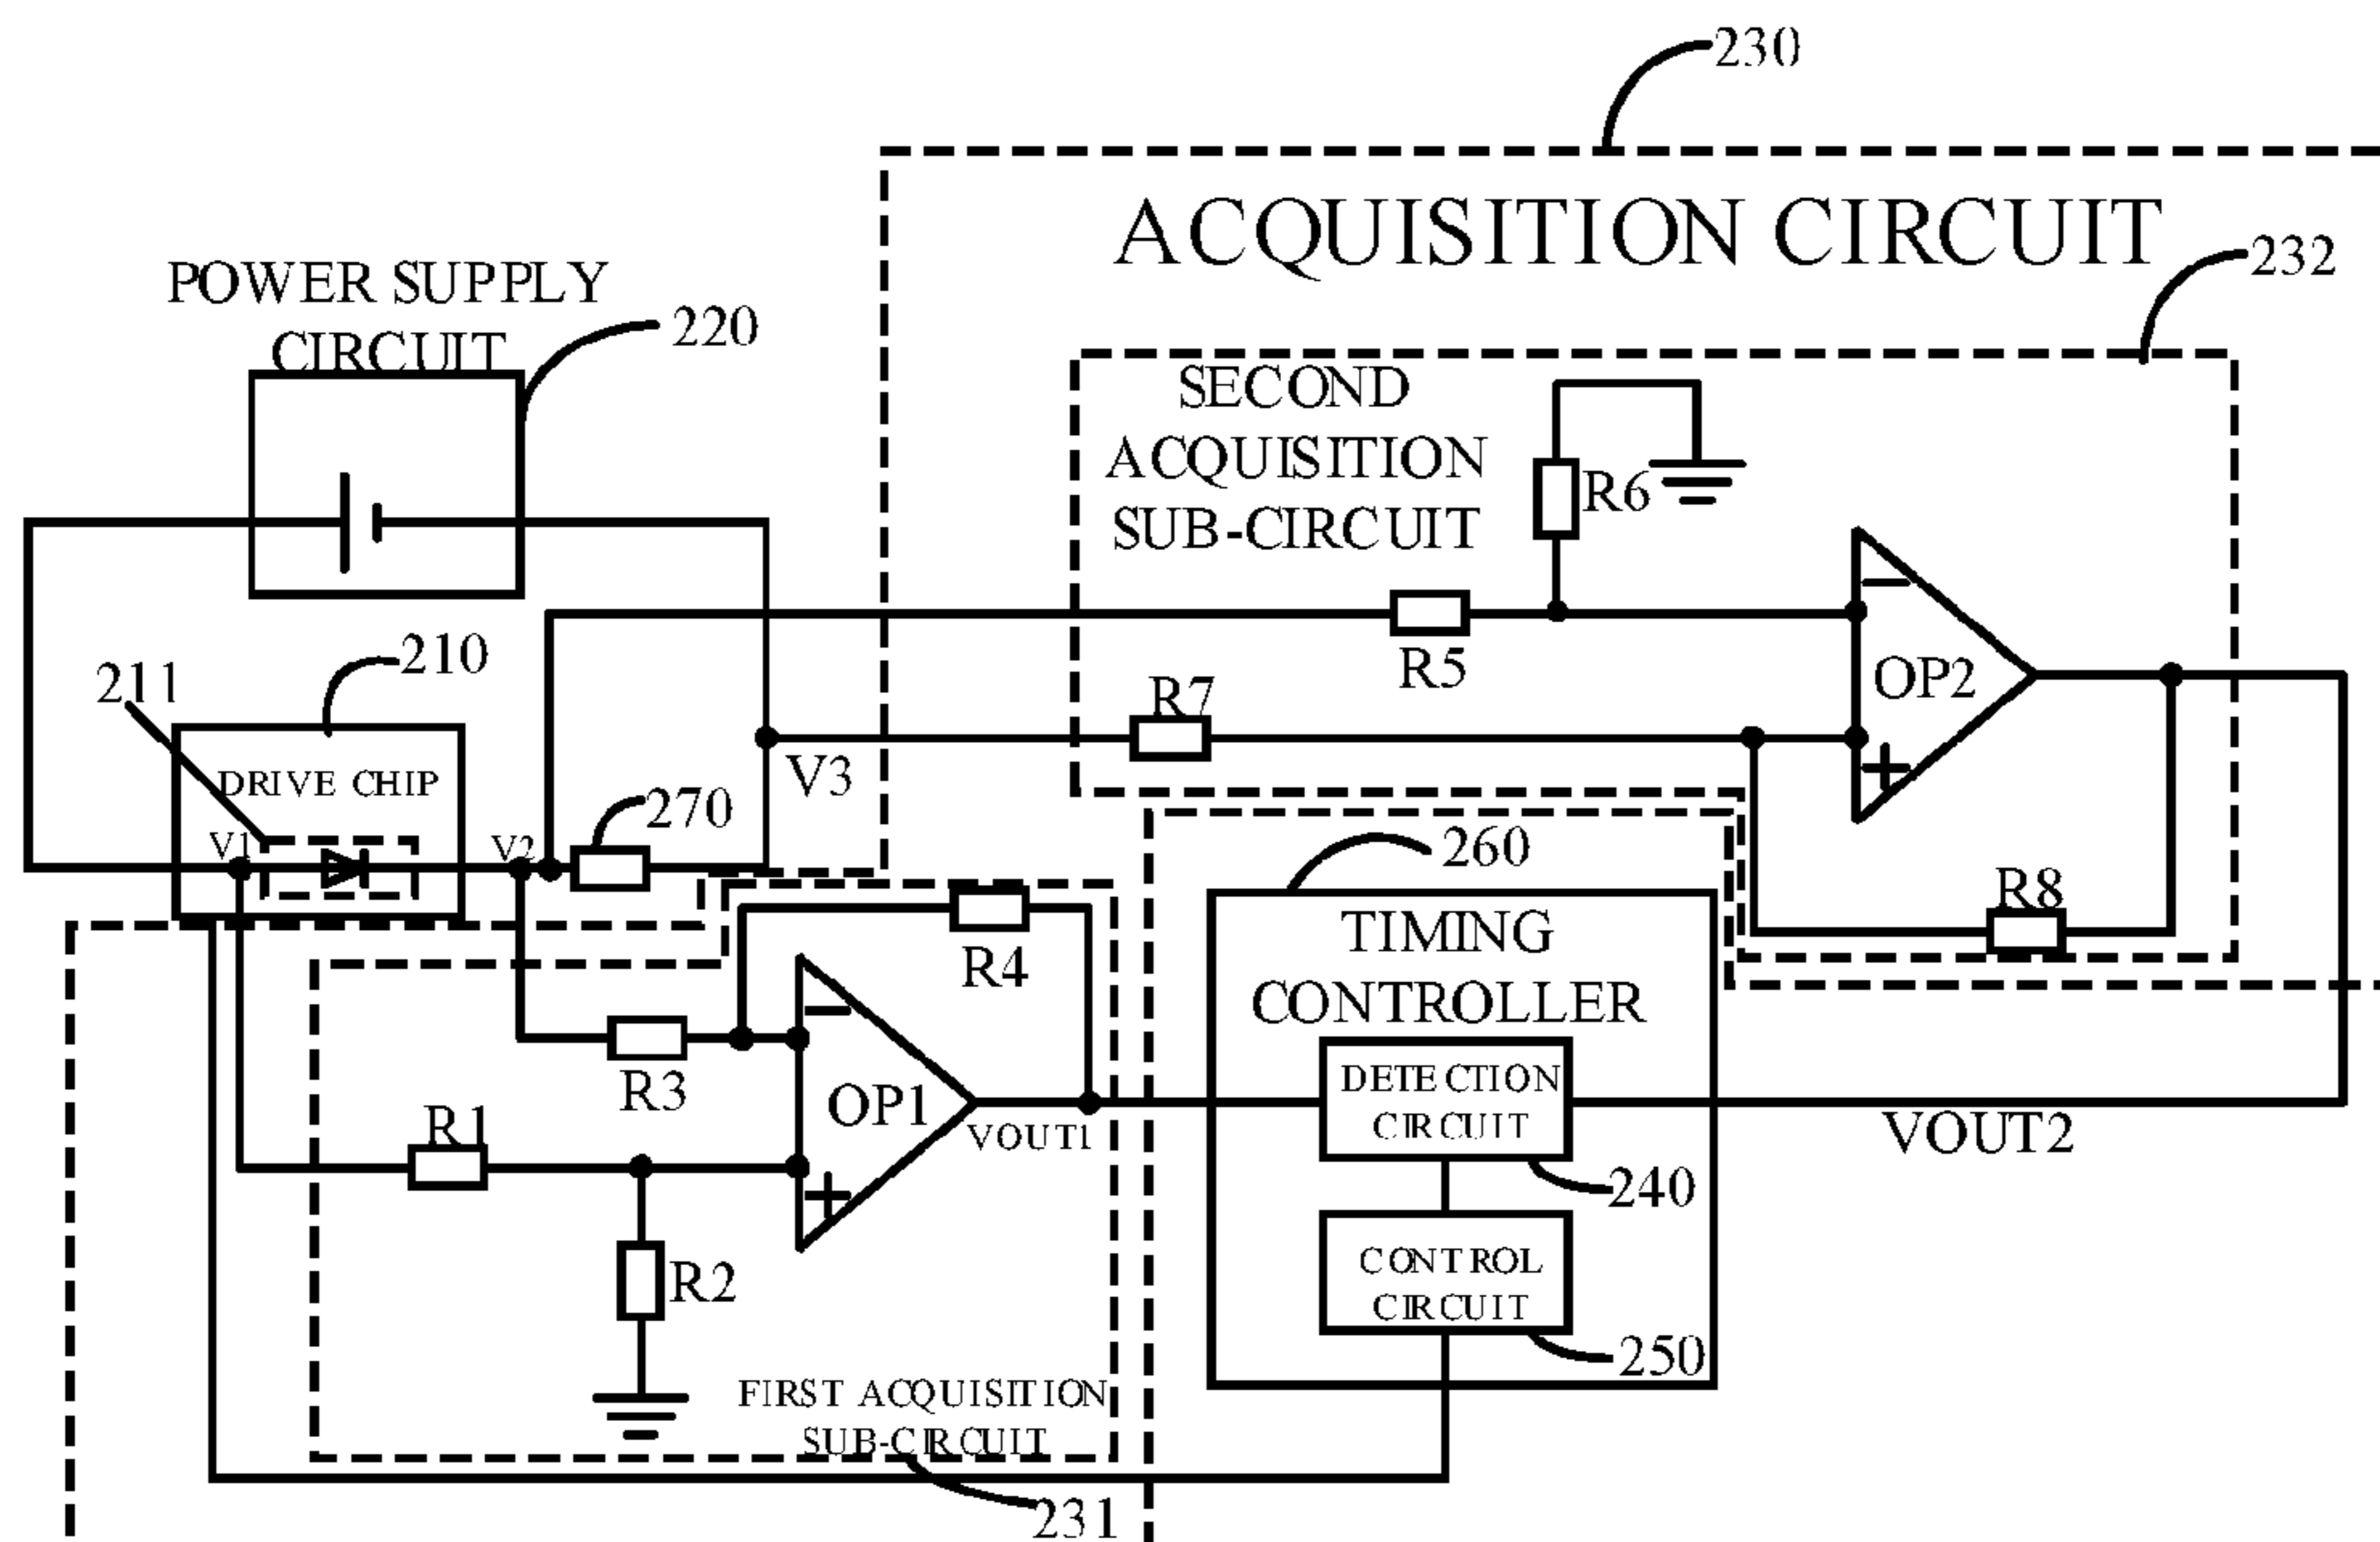 230
ACQUISITION CIRCUIT
232
POWER SUPPLY
CIRCUIT
220
SECOND
ACQUISITION
SUB-CIRCUIT
R6
R5
OP2
211
210
R7
V3
DRIVE CHIP
270
V1
V2
260
R8
TIMING
CONTROLLER
R4
R3
OP1
VOUT1
DETECTION
CIRCUIT
VOUT2
R1
240
R2
CONTROL
CIRCUIT
250
FIRST ACQUISITION
SUB-CIRCUIT
231